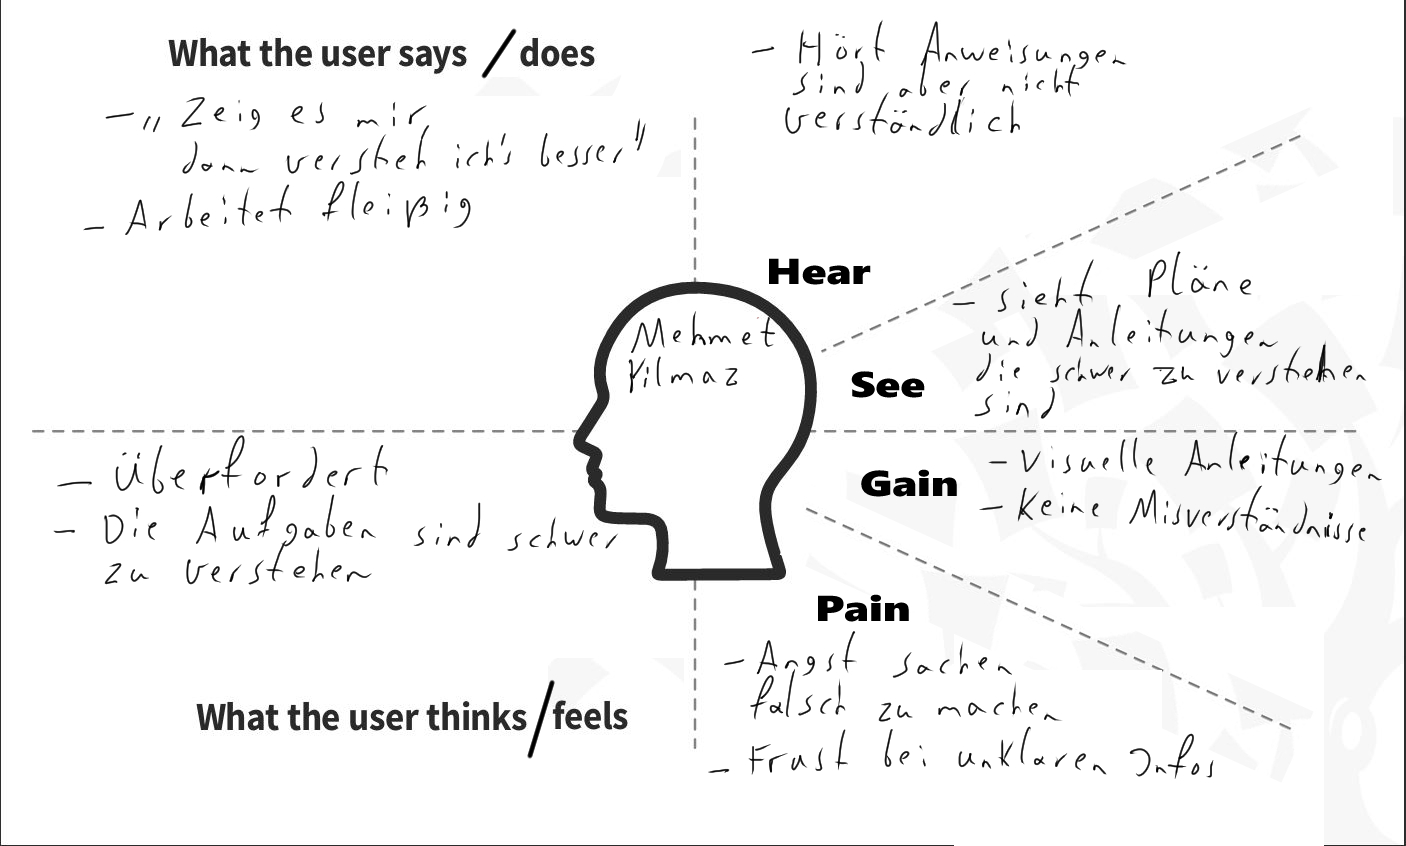 What the user says / does
- „Zeig es mir,
dann versteh ich's besser"
- Arbeitet fleißig
- Hört Anweisungen
sind aber nicht
verständlich
Hear
- sieht Pläne
und Anleitungen
die schwer zu verstehen
sind
See
Mehmet
Yilmaz
Gain
- Visuelle Anleitungen
- Keine Misverständnisse
- Überfordert
- Die Aufgaben sind schwer
zu verstehen
What the user thinks / feels
Pain
- Angst sachen
falsch zu machen
- Frust bei unklaren Infos